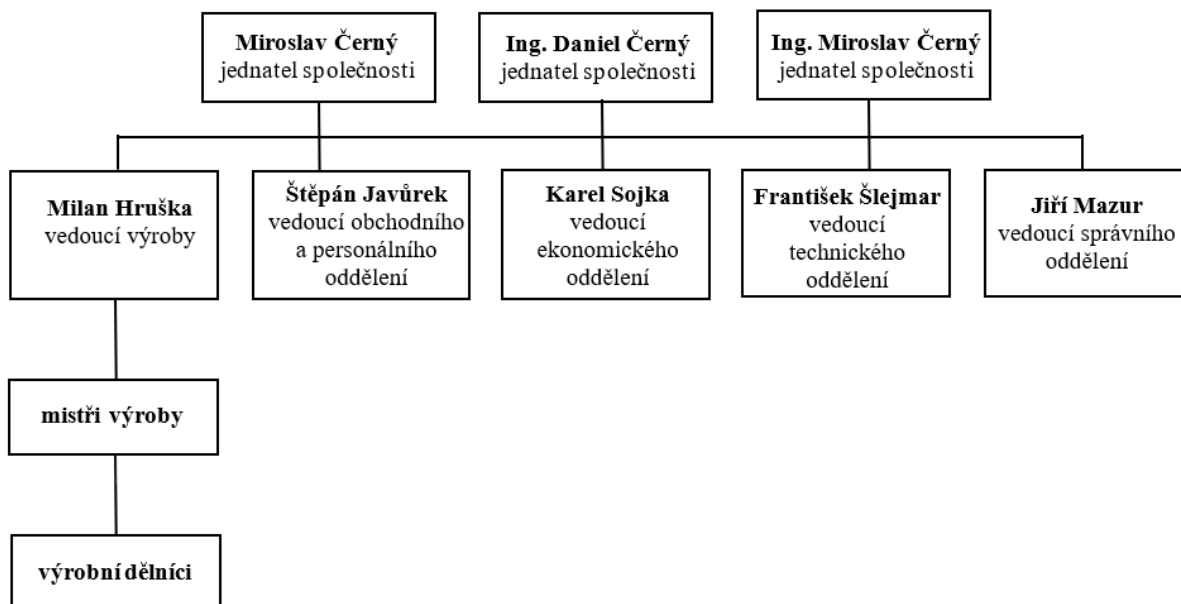 Miroslav Černý
jednatel společnosti
Ing. Daniel Černý
jednatel společnosti
Ing. Miroslav Černý
jednatel společnosti
Milan Hruška
vedoucí výroby
Štěpán Javůrek
vedoucí obchodního
a personálního
oddělení
Karel Sojka
vedoucí
ekonomického
oddělení
František Šlejmar
vedoucí
technického
oddělení
Jiří Mazur
vedoucí správního
oddělení
mistři výroby
výrobní dělníci